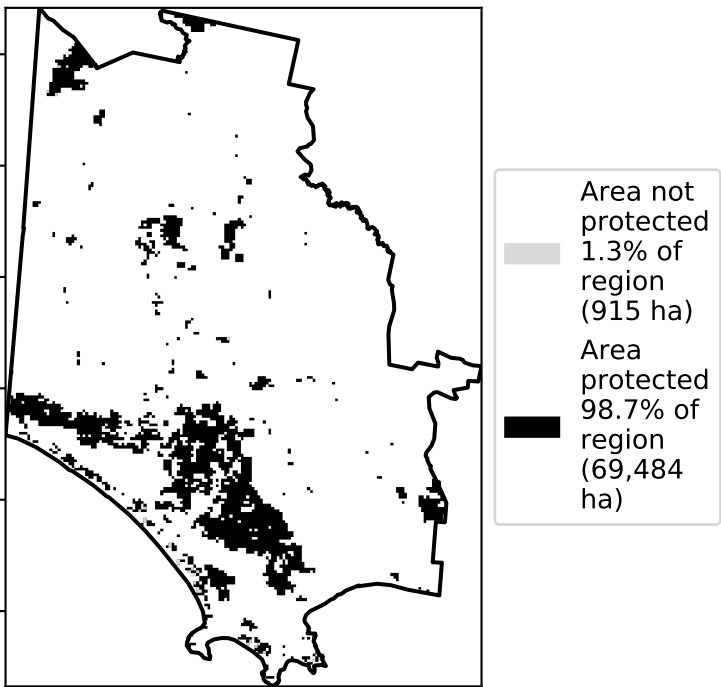 Area not
protected
1.3% of
region
(915 ha)
Area
protected
98.7% of
region
(69,484
ha)